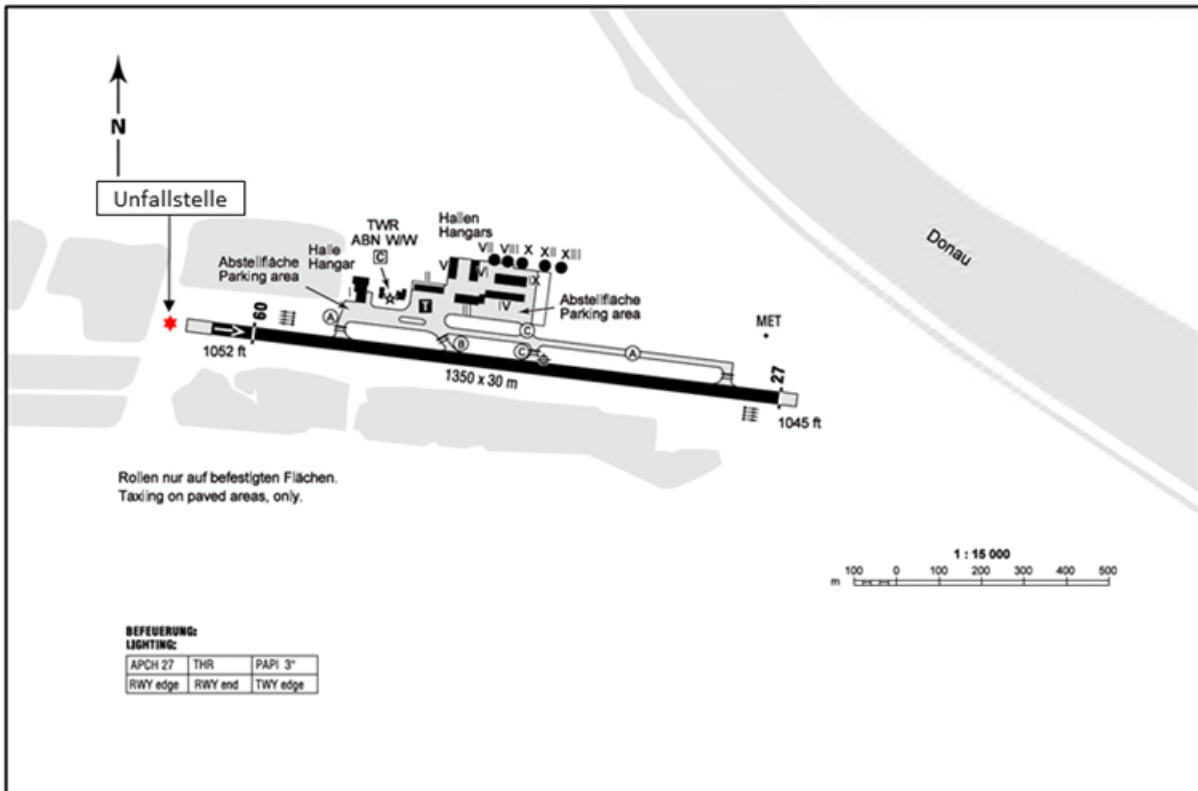 N
Unfallstelle
TWR
ABN W/W
C
Halle
Hangar
Abstellfläche
Parking area
Hallen
Hangars
VII VIII X XII XIII
V VI IX
I II III IV
T
Abstellfläche
Parking area
A
B
C
C
A
MET
Donau
09
27
1052 ft
1350 x 30 m
1045 ft
Rollen nur auf befestigten Flächen.
Taxiing on paved areas, only.
1 : 15 000
m 100 0 100 200 300 400 500
BEFEUERUNG:
LIGHTING:
APCH 27 THR PAPI 3°
RWY edge RWY end TWY edge